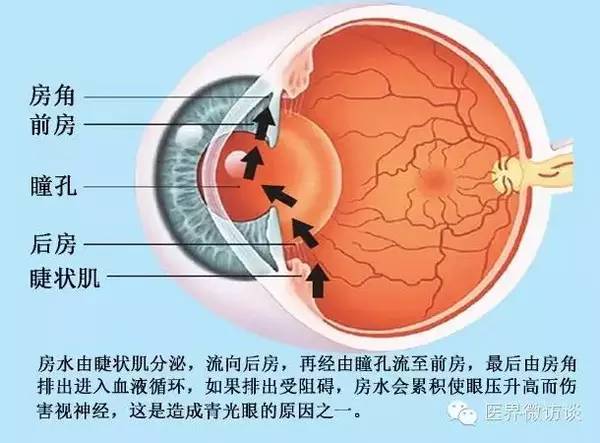 房角
前房
瞳孔
后房
睫状肌
房水由睫状肌分泌，流向后房，再经由瞳孔流至前房，最后由房角
排出进入血液循环，如果排出受阻碍，房水会累积使眼压升高而伤
害视神经，这是造成青光眼的原因之一。
医界微访谈